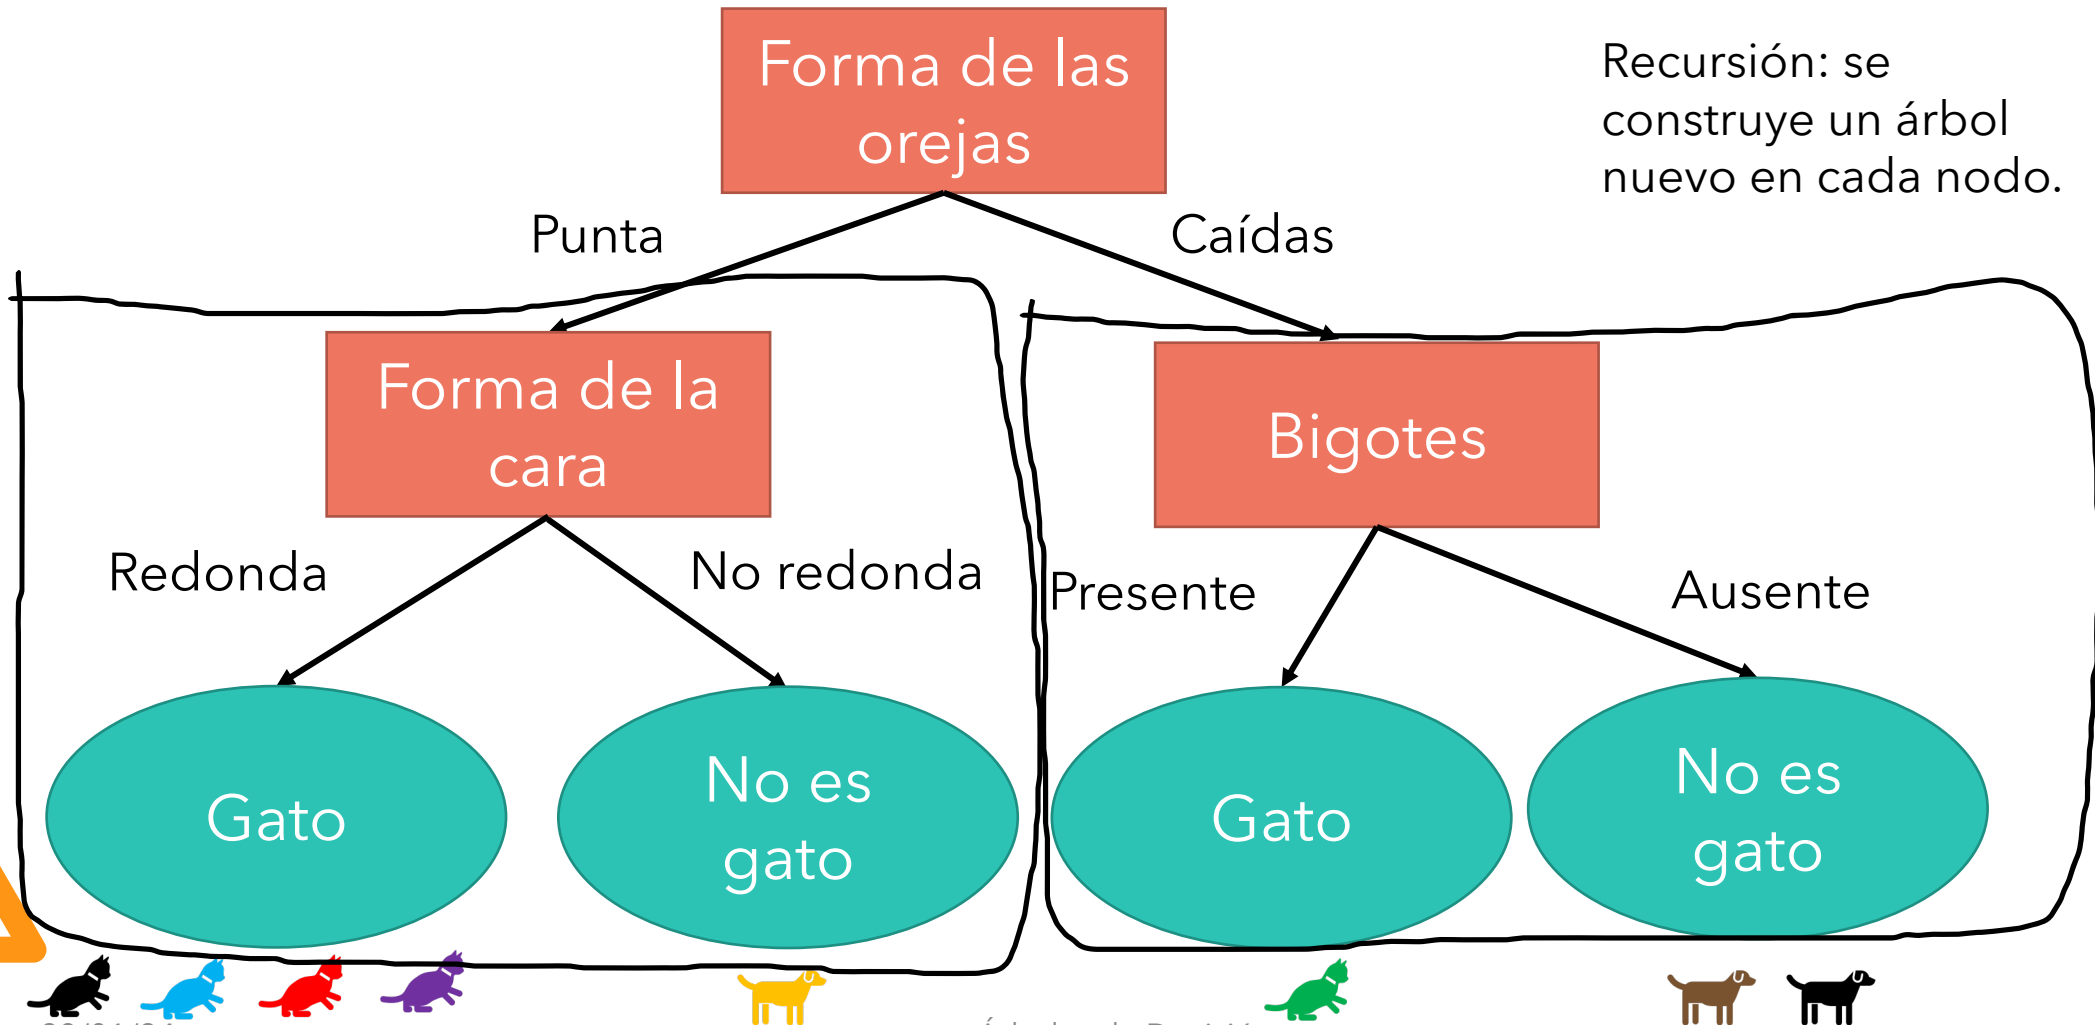 Forma de las
orejas
Recursión: se
construye un árbol
nuevo en cada nodo.
Punta
Caídas
Forma de la
cara
Bigotes
Redonda
No redonda
Presente
Ausente
Gato
No es
gato
Gato
No es
gato